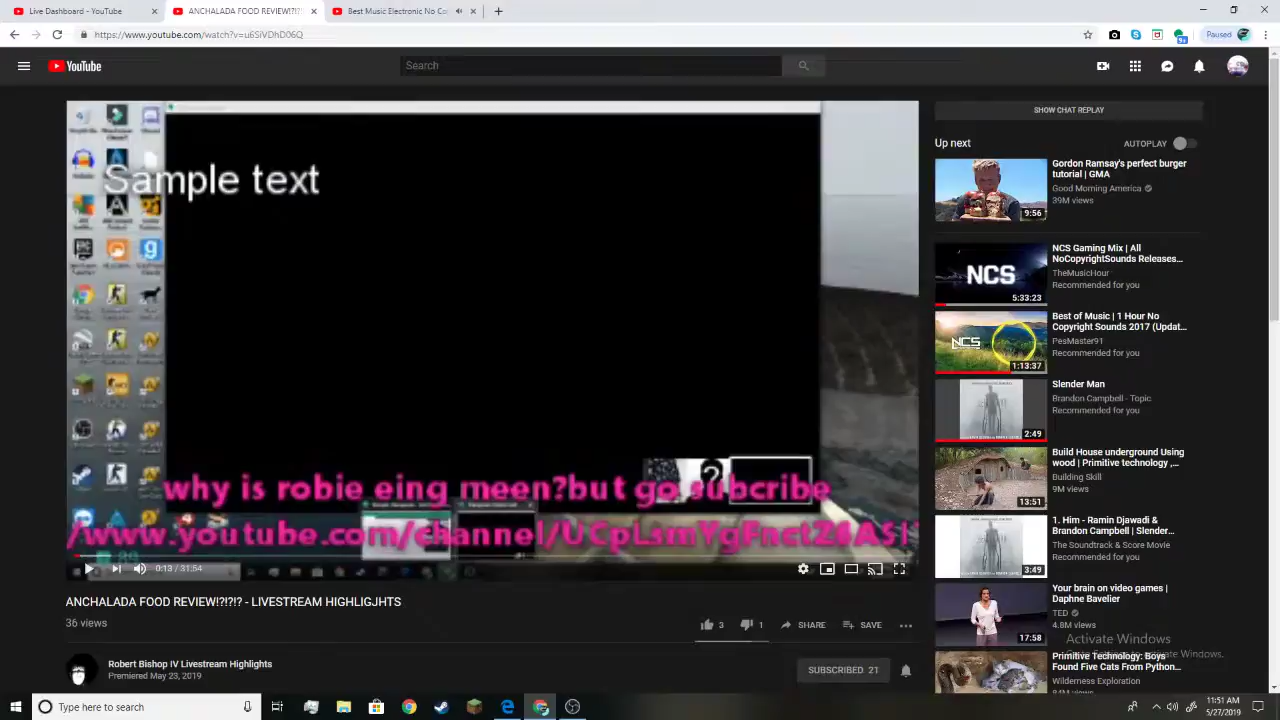 Live Dashboard - YouTube
ANCHALADA FOOD REVIEW!?!?!
Best Music Electronic No Co
https://www.youtube.com/watch?v=u6SiVDhD06Q
Paused
YouTube
Search
Sample text
SHOW CHAT REPLAY
Up next
AUTOPLAY
Gordon Ramsay's perfect burger
tutorial | GMA
Good Morning America
39M views
9:56
NCS Gaming Mix | All
NoCopyrightSounds Releases...
TheMusicHour
Recommended for you
NCS
5:33:23
Best of Music | 1 Hour No
Copyright Sounds 2017 (Updat...
PesMaster91
Recommended for you
NCS
1:13:37
Slender Man
Brandon Campbell - Topic
Recommended for you
2:49
Build House underground Using
wood | Primitive technology ,...
Building Skill
9M views
13:51
1. Him - Ramin Djawadi &
Brandon Campbell | Slender...
The Soundtrack & Score Movie
Recommended for you
3:49
Your brain on video games |
Daphne Bavelier
TED
4.8M views
17:58
Primitive Technology: Boys
Found Five Cats From Python...
Wilderness Exploration
why is robi being meen
subcribe
0:13 / 31:54
ANCHALADA FOOD REVIEW!?!?!? - LIVESTREAM HIGHLIGJHTS
36 views
3
1
SHARE
SAVE
Robert Bishop IV Livestream Highlights
Premiered May 23, 2019
SUBSCRIBED 21
Activate Windows
Type here to search
11:51 AM
5/27/2019